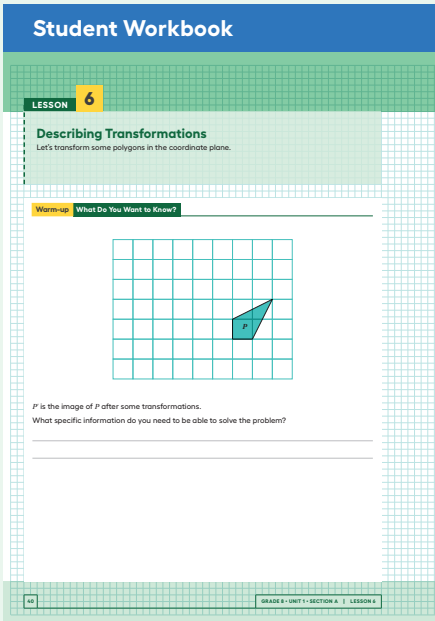 Student Workbook
LESSON 6
Describing Transformations
Let's transform some polygons in the coordinate plane.
Warm-up What Do You Want to Know?
P
P′ is the image of P after some transformations.
What specific information do you need to be able to solve the problem?
40
GRADE 8 • UNIT 1 • SECTION A | LESSON 6